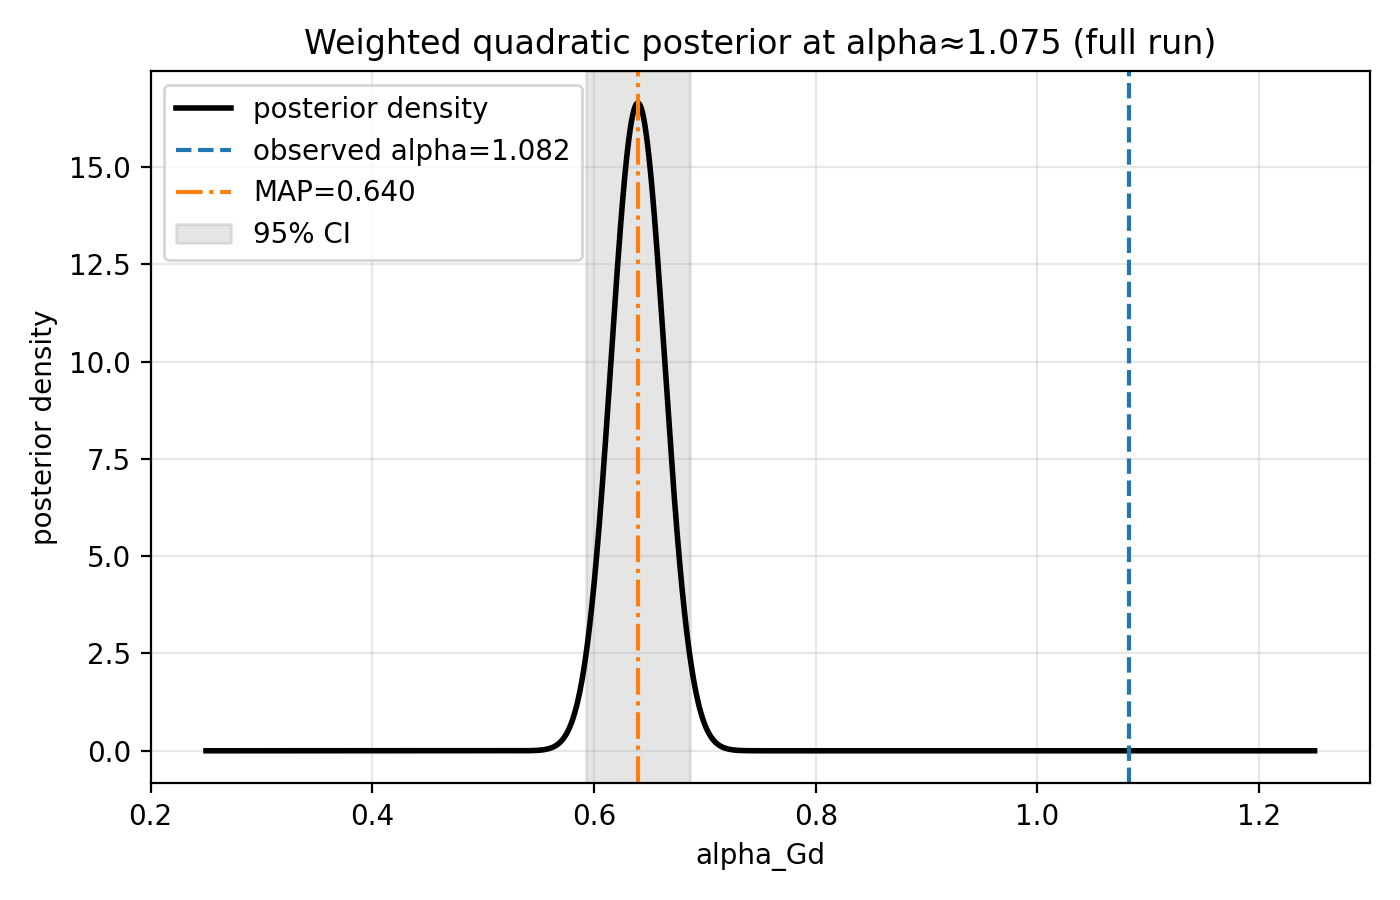 Weighted quadratic posterior at alpha≈1.075 (full run)
posterior density
observed alpha=1.082
MAP=0.640
95% CI
posterior density
15.0
12.5
10.0
7.5
5.0
2.5
0.0
0.2 0.4 0.6 0.8 1.0 1.2
alpha_Gd